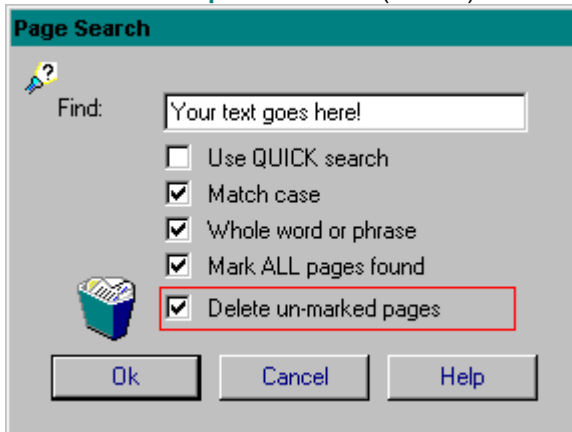 Page Search
Find:
Your text goes here!
Use QUICK search
Match case
Whole word or phrase
Mark ALL pages found
Delete un-marked pages
Ok Cancel Help